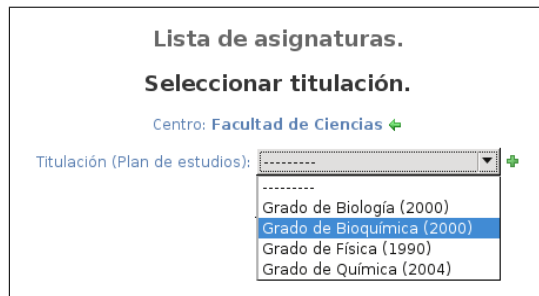 Lista de asignaturas.
Seleccionar titulación.
Centro: Facultad de Ciencias
Titulación (Plan de estudios): ---------
---------
Grado de Biología (2000)
Grado de Bioquímica (2000)
Grado de Física (1990)
Grado de Química (2004)